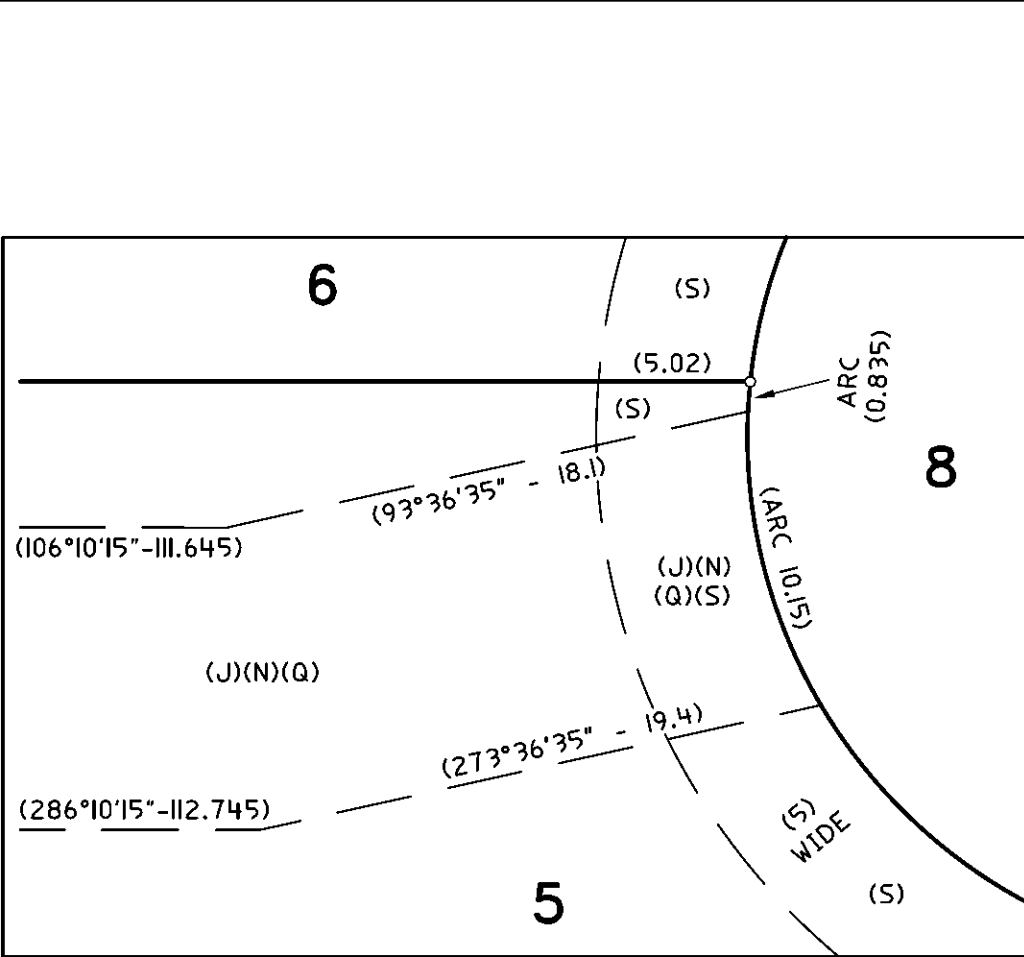 6
(S)
(5.02)
ARC
(0.835)
(S)
8
(93°36'35" - 18.1)
(106°10'15"-111.645)
(ARC 10.15)
(J)(N)
(Q)(S)
(J)(N)(Q)
(273°36'35" - 19.4)
(286°10'15"-112.745)
(5)
WIDE
5
(S)